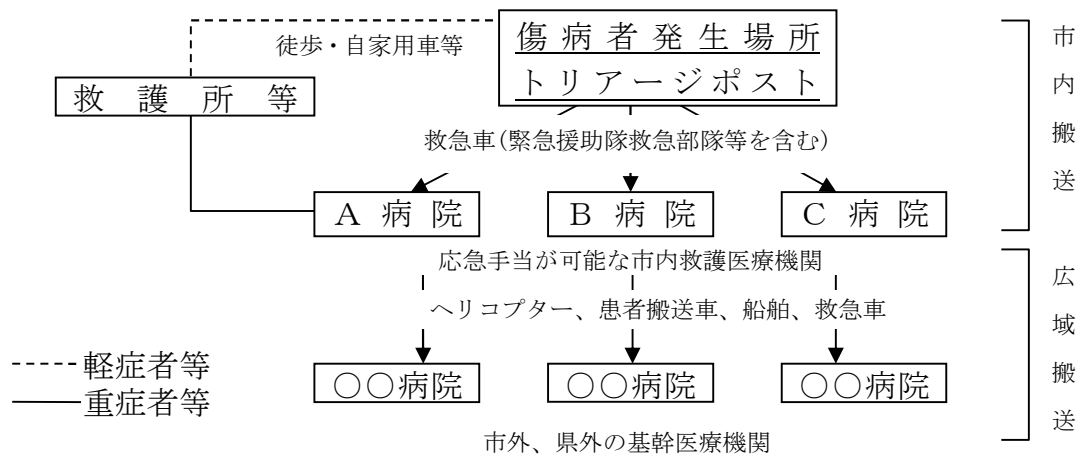 傷病者発生場所
トリアージポスト
徒歩・自家用車等
救護所等
救急車(緊急援助隊救急部隊等を含む)
A病院
B病院
C病院
市内搬送
応急手当が可能な市内救護医療機関
ヘリコプター、患者搬送車、船舶、救急車
○○病院
○○病院
○○病院
広域搬送
軽症者等
重症者等
市外、県外の基幹医療機関